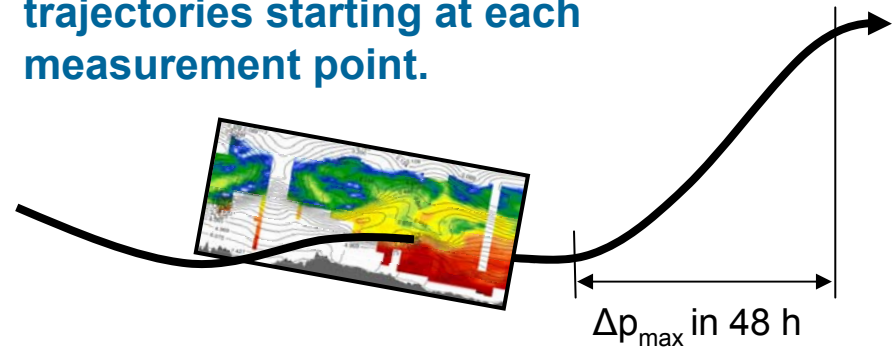 trajectories starting at each
measurement point.
Δpmax in 48 h